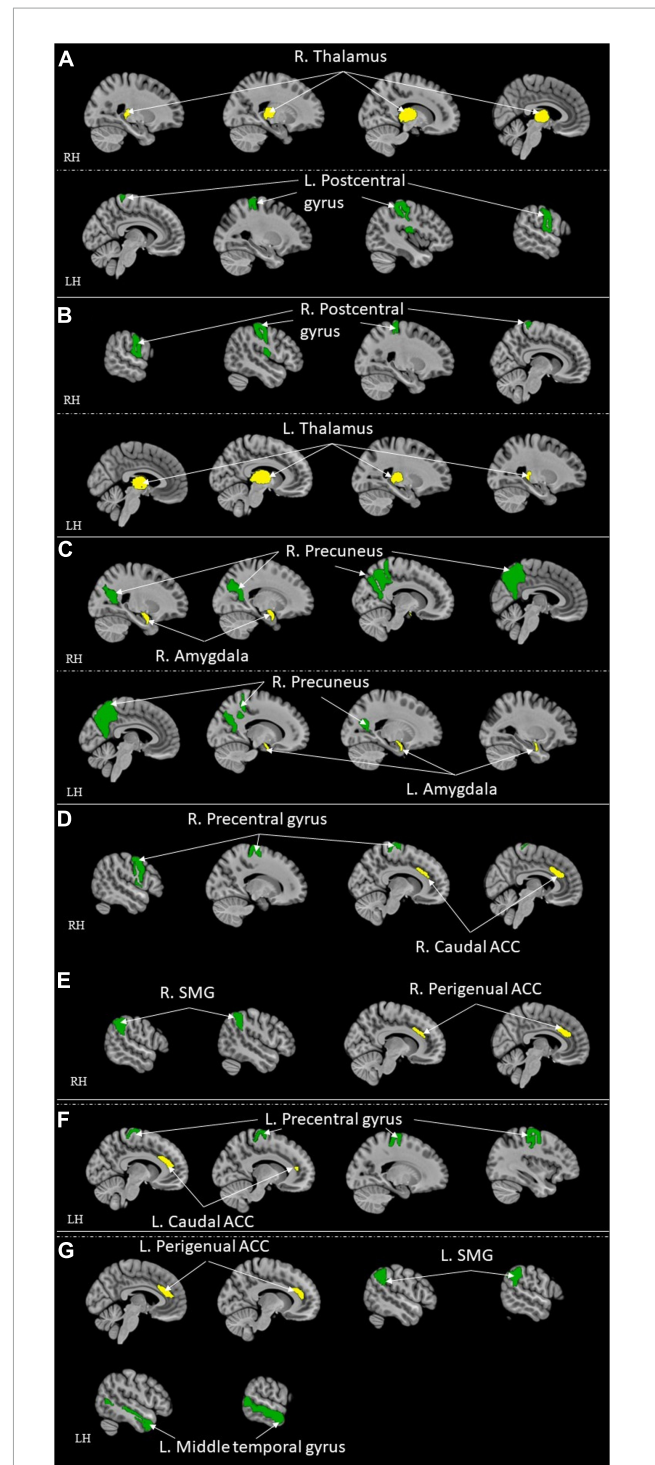 A
R. Thalamus
RH
L. Postcentral
gyrus
LH
B
R. Postcentral
gyrus
RH
L. Thalamus
LH
C
R. Precuneus
R. Amygdala
RH
R. Precuneus
L. Amygdala
LH
D
R. Precentral gyrus
RH
R. Caudal ACC
E
R. SMG
R. Perigenual ACC
RH
F
L. Precentral gyrus
L. Caudal ACC
LH
G
L. Perigenual ACC
L. SMG
L. Middle temporal gyrus
LH